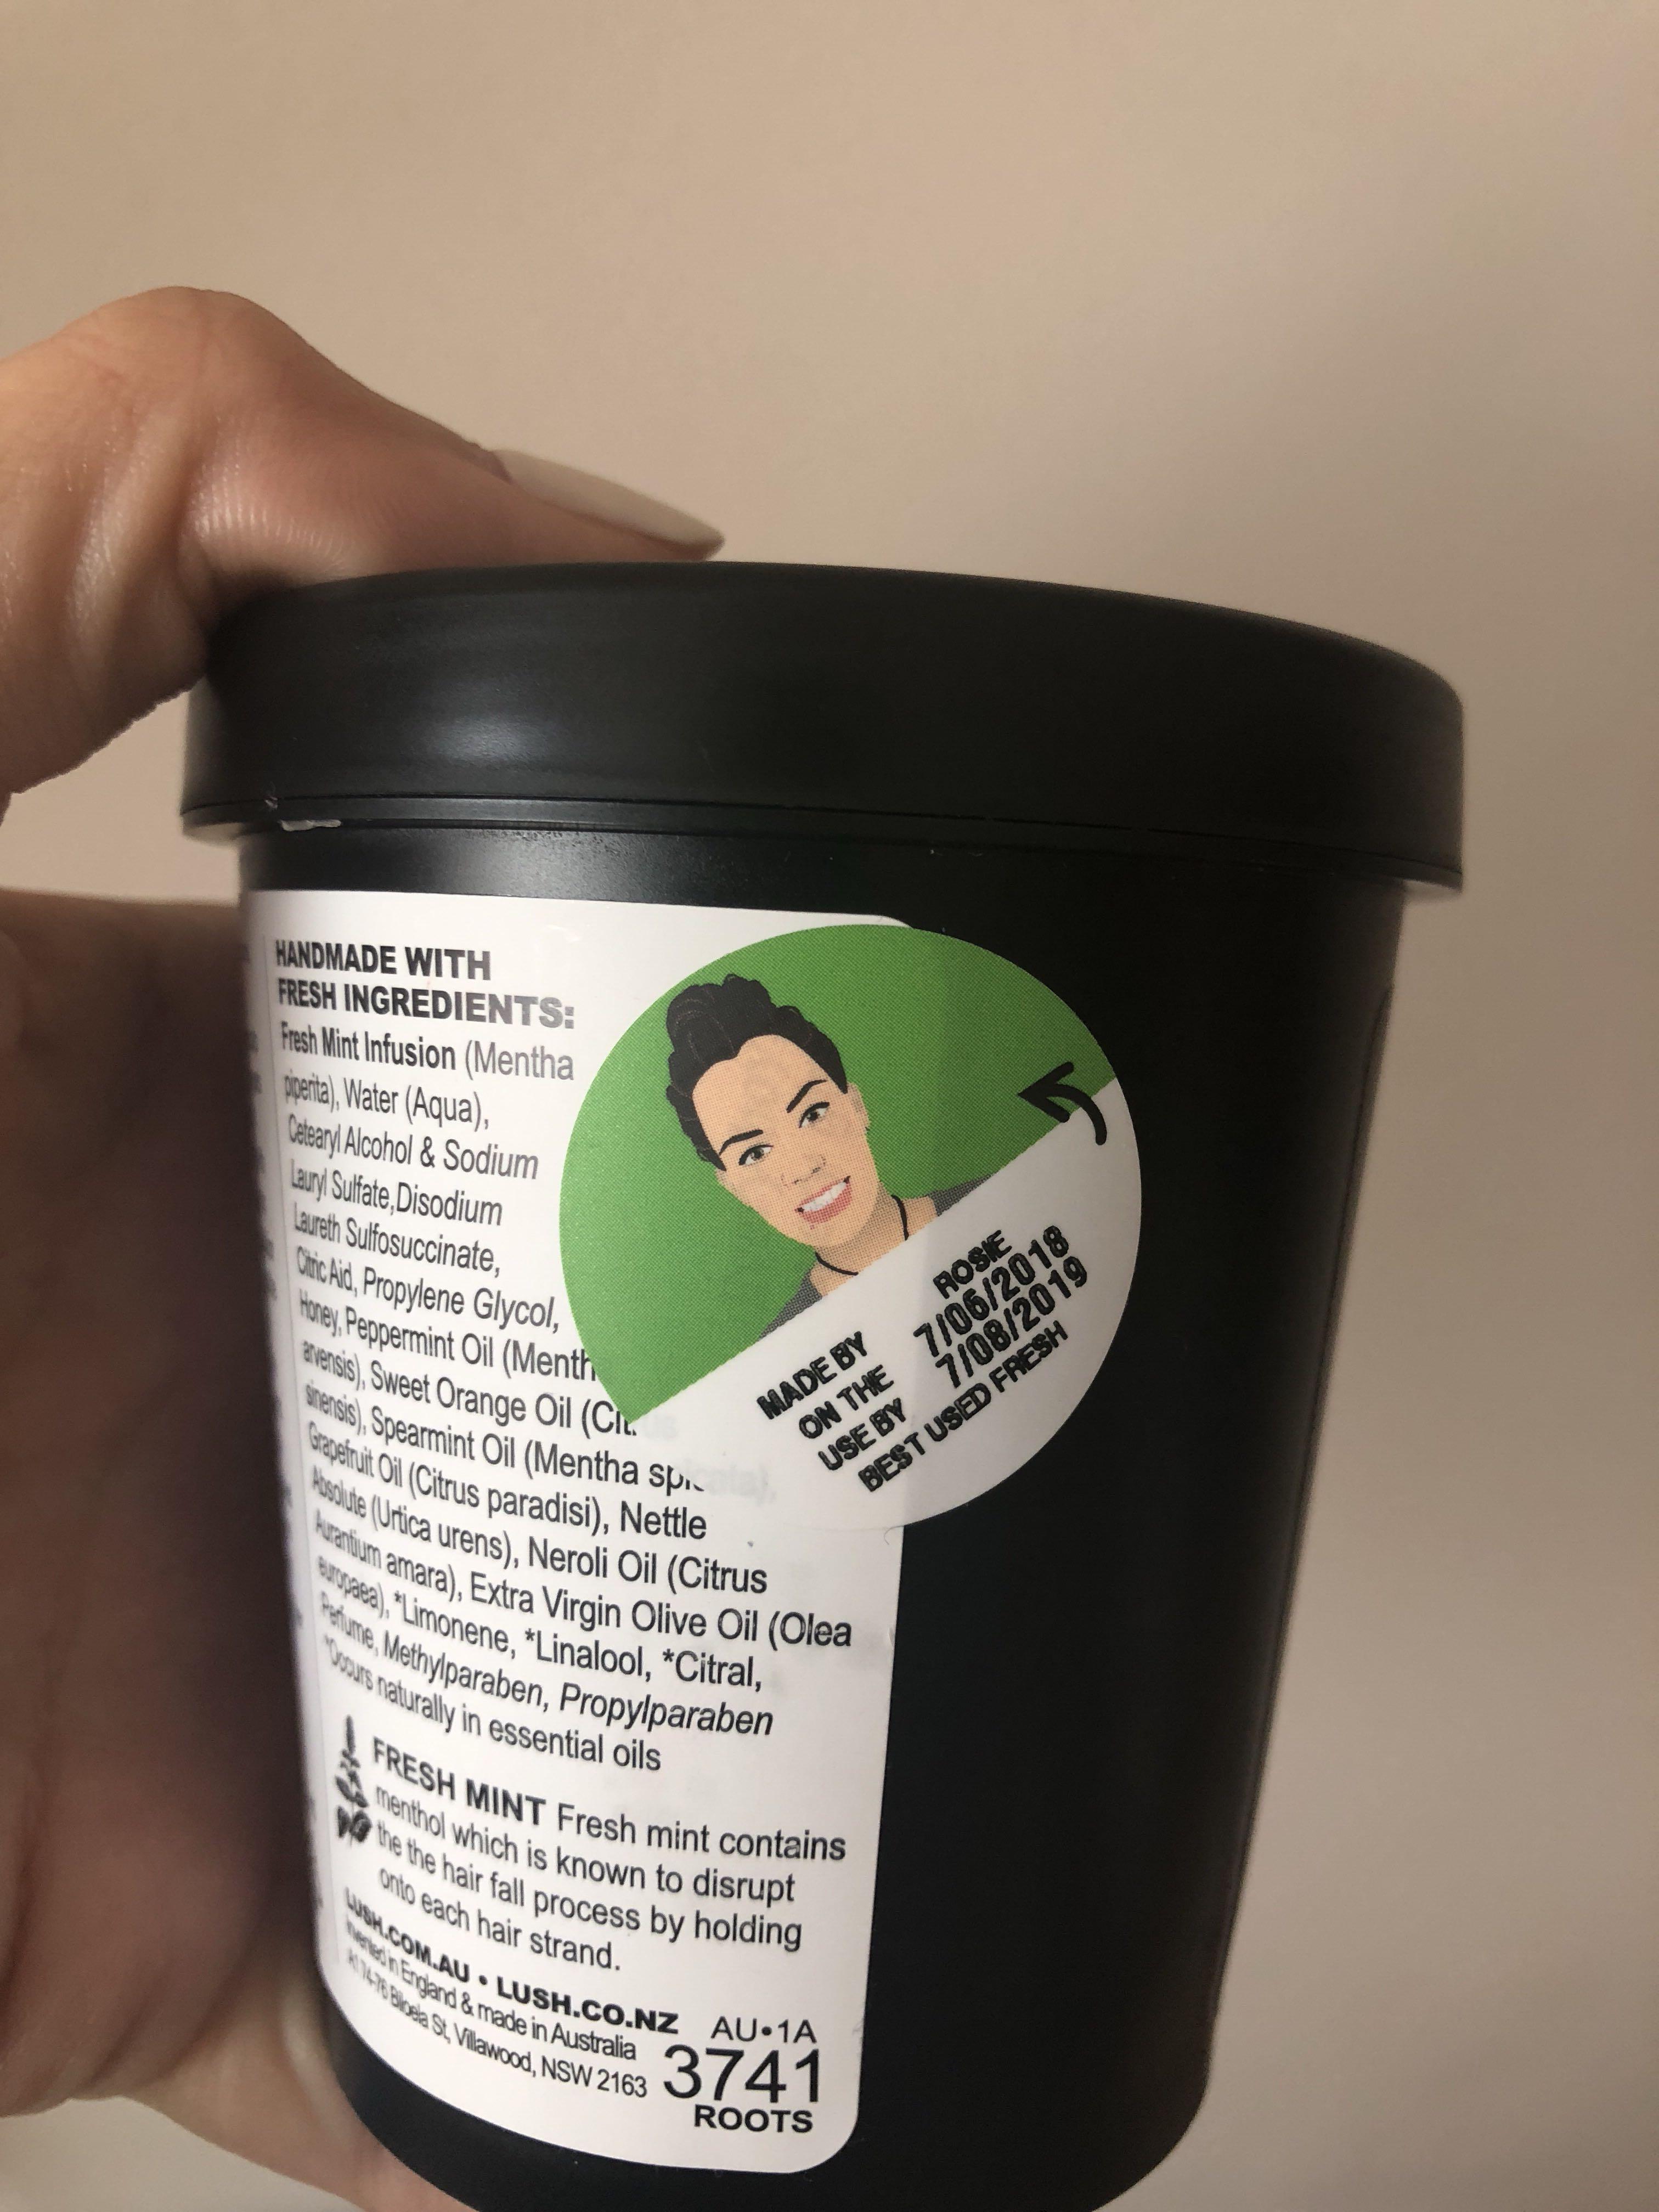 HANDMADE WITH
FRESH INGREDIENTS:
Fresh Mint Infusion (Mentha
piperita), Water (Aqua),
Cetearyl Alcohol & Sodium
Lauryl Sulfate,Disodium
Laureth Sulfosuccinate,
Citric Aid, Propylene Glycol,
Honey, Peppermint Oil (Menth
arvensis), Sweet Orange Oil (Citrus
sinensis), Spearmint Oil (Mentha spicata),
Grapefruit Oil (Citrus paradisi), Nettle
Absolute (Urtica urens), Neroli Oil (Citrus
Aurantium amara), Extra Virgin Olive Oil (Olea
europaea), *Limonene, *Linalool, *Citral,
Perfume, Methylparaben, Propylparaben
*Occurs naturally in essential oils
FRESH MINT Fresh mint contains
menthol which is known to disrupt
the the hair fall process by holding
onto each hair strand.
LUSH.COM.AU • LUSH.CO.NZ
Invented in England & made in Australia
A1 74-76 Biloela St, Villawood, NSW 2163
AU•1A
3741
ROOTS
MADE BY ROSIE
ON THE 7/06/2018
USE BY 7/08/2019
BEST USED FRESH